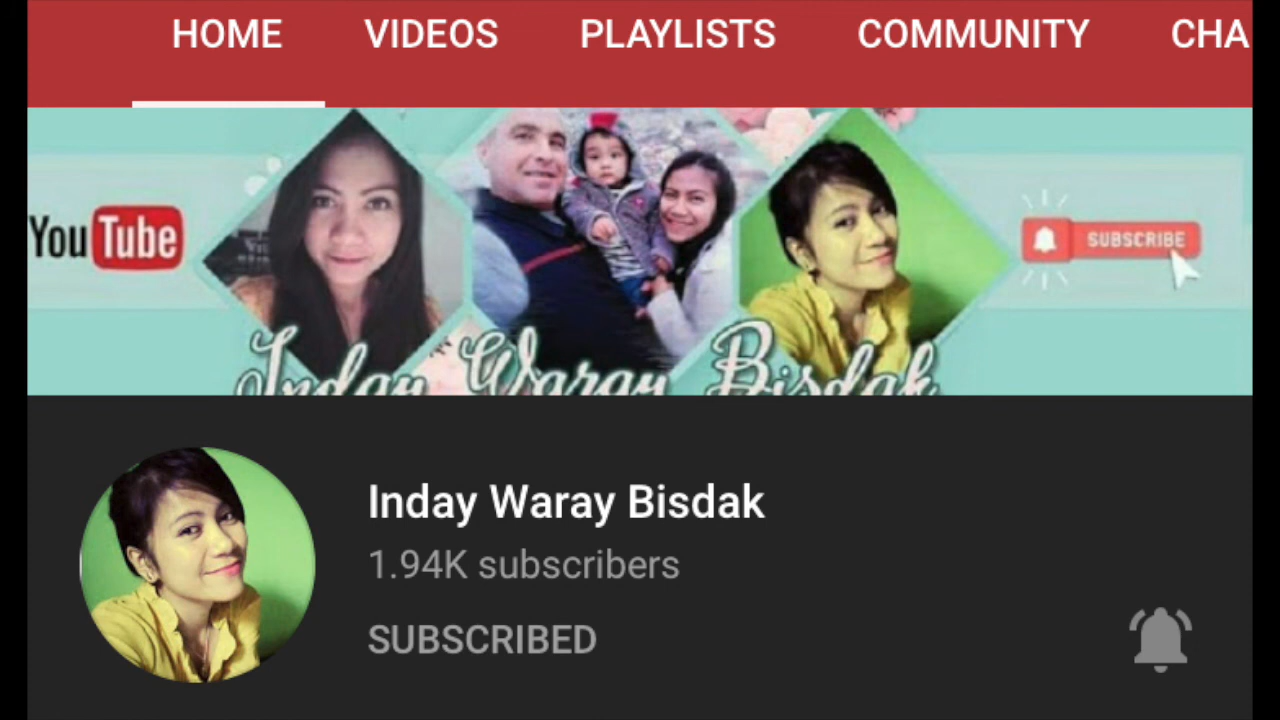 HOME VIDEOS PLAYLISTS COMMUNITY CHA
YouTube
SUBSCRIBE
Inday Waray Bisdak
Inday Waray Bisdak
1.94K subscribers
SUBSCRIBED